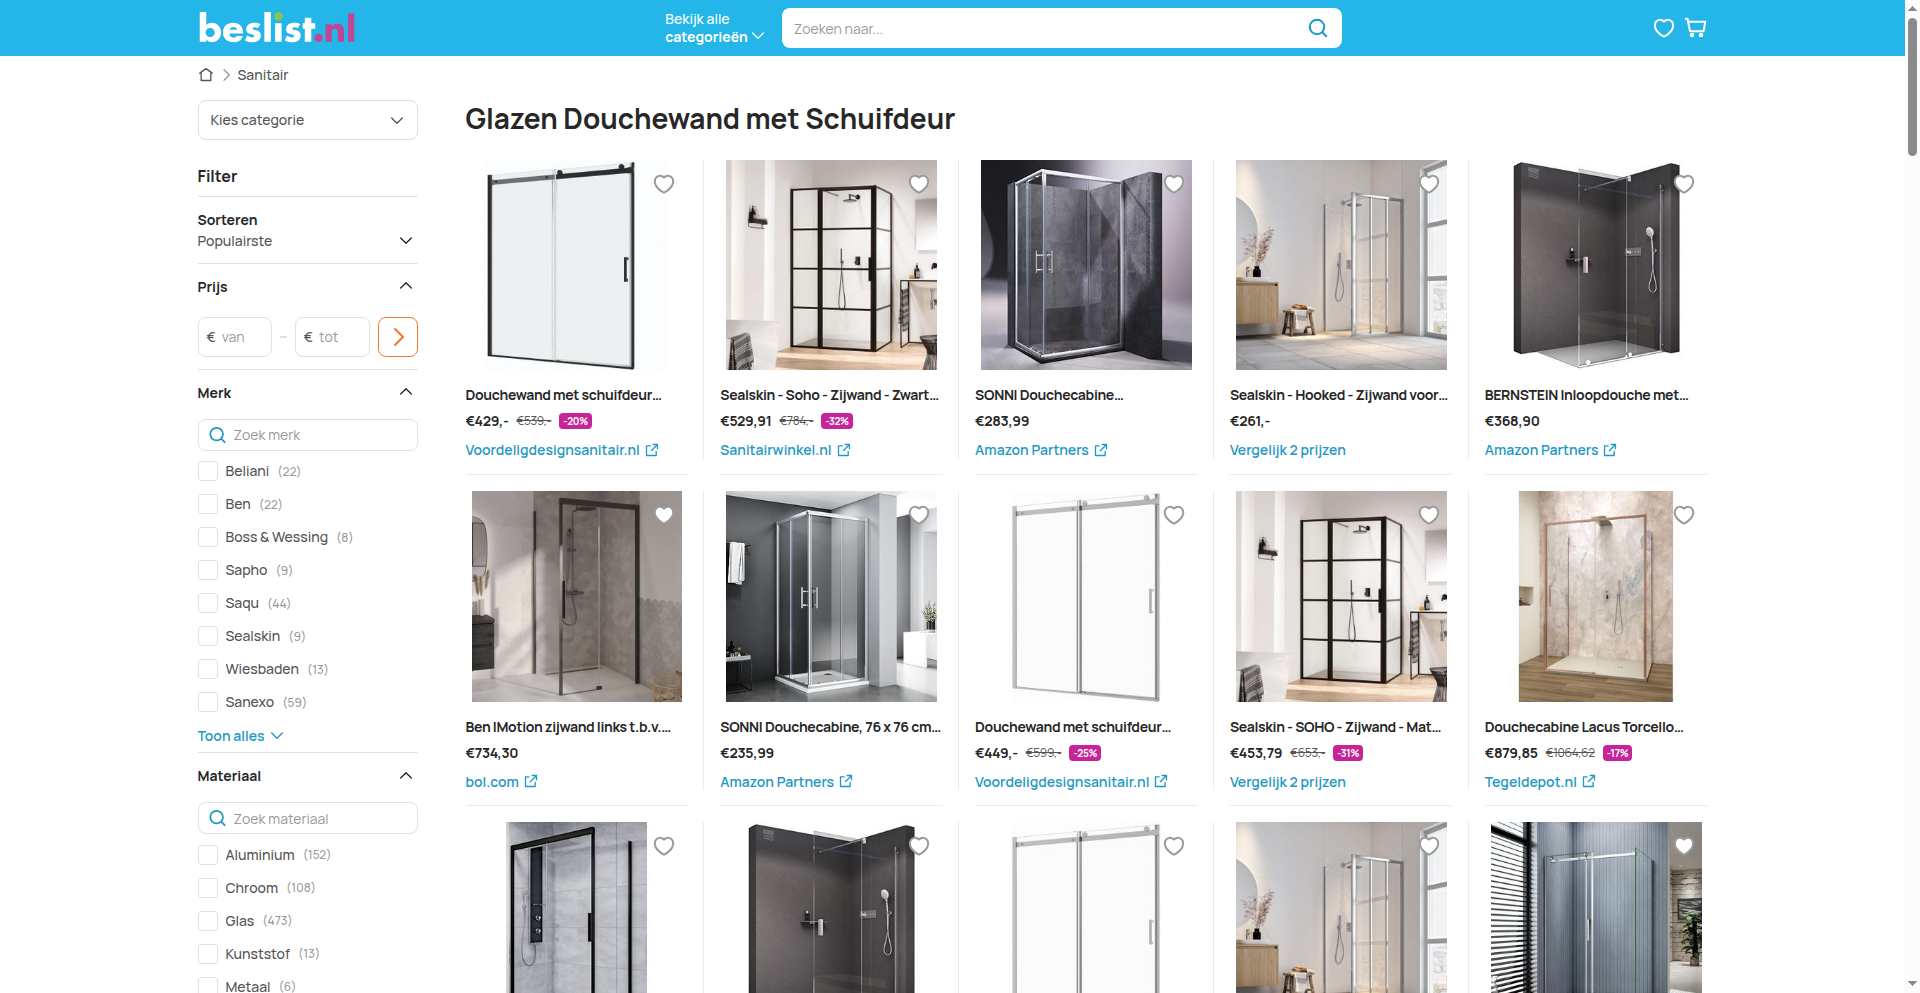 beslist.nl
Bekijk alle
categorieën
Zoeken naar...
Sanitair
Kies categorie
Glazen Douchewand met Schuifdeur
Filter
Sorteren
Populairste
Prijs
€ van
–
€ tot
Merk
Zoek merk
Beliani (22)
Ben (22)
Boss & Wessing (8)
Sapho (9)
Saqu (44)
Sealskin (9)
Wiesbaden (13)
Sanexo (59)
Toon alles
Materiaal
Zoek materiaal
Aluminium (152)
Chroom (108)
Glas (473)
Kunststof (13)
Metaal (6)
Douchewand met schuifdeur...
€429,- €539,- -20%
Voordeligdesignsanitair.nl
Sealskin - Soho - Zijwand - Zwart...
€529,91 €784,- -32%
Sanitairwinkel.nl
SONNI Douchecabine...
€283,99
Amazon Partners
Sealskin - Hooked - Zijwand voor...
€261,-
Vergelijk 2 prijzen
BERNSTEIN Inloopdouche met...
€368,90
Amazon Partners
Ben IMotion zijwand links t.b.v....
€734,30
bol.com
SONNI Douchecabine, 76 x 76 cm...
€235,99
Amazon Partners
Douchewand met schuifdeur...
€449,- €599,- -25%
Voordeligdesignsanitair.nl
Sealskin - SOHO - Zijwand - Mat...
€453,79 €653,- -31%
Vergelijk 2 prijzen
Douchecabine Lacus Torcello...
€879,85 €1064,62 -17%
Tegeldepot.nl